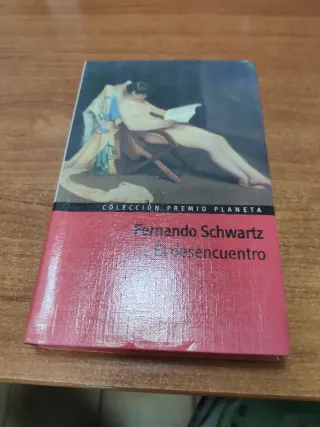 COLECCIÓN PREMIO PLANETA
Fernando Schwartz
El desencuentro